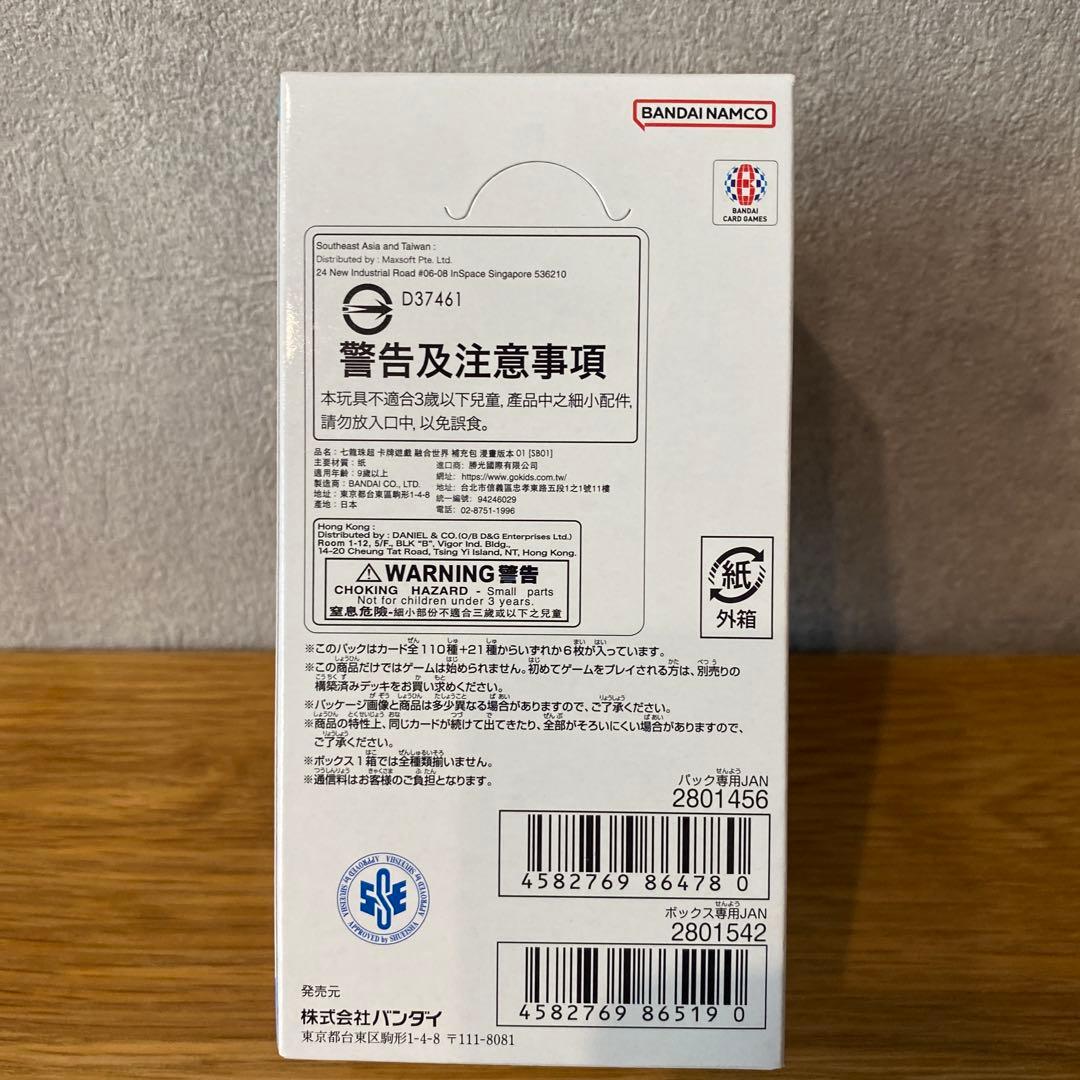 BANDAI NAMCO
BANDAI
CARD GAMES
Southeast Asia and Taiwan :
Distributed by : Maxsoft Pte. Ltd.
24 New Industrial Road #06-08 InSpace Singapore 536210
D37461
警告及注意事項
本玩具不適合3歲以下兒童, 產品中之細小配件,
請勿放入口中, 以免誤食。
品名：七龍珠超 卡牌遊戲 融合世界 補充包 漫畫版本 01 [SB01]
主要材質：紙
適用年齡：9歲以上
製造商：BANDAI CO., LTD.
地址：東京都台東區駒形1-4-8
產地：日本
進口商：勝光國際有限公司
網址：https://www.gokids.com.tw/
地址：台北市信義區忠孝東路五段1之1號11樓
統一編號：94246029
電話：02-8751-1996
Hong Kong :
Distributed by : DANIEL & CO.(O/B D&G Enterprises Ltd.)
Room 1-12, 5/F., BLK "B", Vigor Ind. Bldg.,
14-20 Cheung Tat Road, Tsing Yi Island, NT, Hong Kong.
WARNING 警告
CHOKING HAZARD - Small parts
Not for children under 3 years.
窒息危險-細小部份不適合三歲或以下之兒童
紙
外箱
※このパックはカード全110種+21種からいずれか6枚が入っています。
※この商品だけではゲームは始められません。初めてゲームをプレイされる方は、別売りの
構築済みデッキをお買い求めください。
※パッケージ画像と商品は多少異なる場合がありますので、ご了承ください。
※商品の特性上、同じカードが続けて出てきたり、全部がそろいにくい場合がありますので、
ご了承ください。
※ボックス1箱では全種類揃いません。
※通信料はお客様のご負担となります。
パック専用JAN
2801456
4582769 86478 0
ボックス専用JAN
2801542
4582769 86519 0
APPROVED by SHUEISHA
APPROVED by SHUEISHA
APPROVED by SHUEISHA
発売元
株式会社バンダイ
東京都台東区駒形1-4-8 〒111-8081